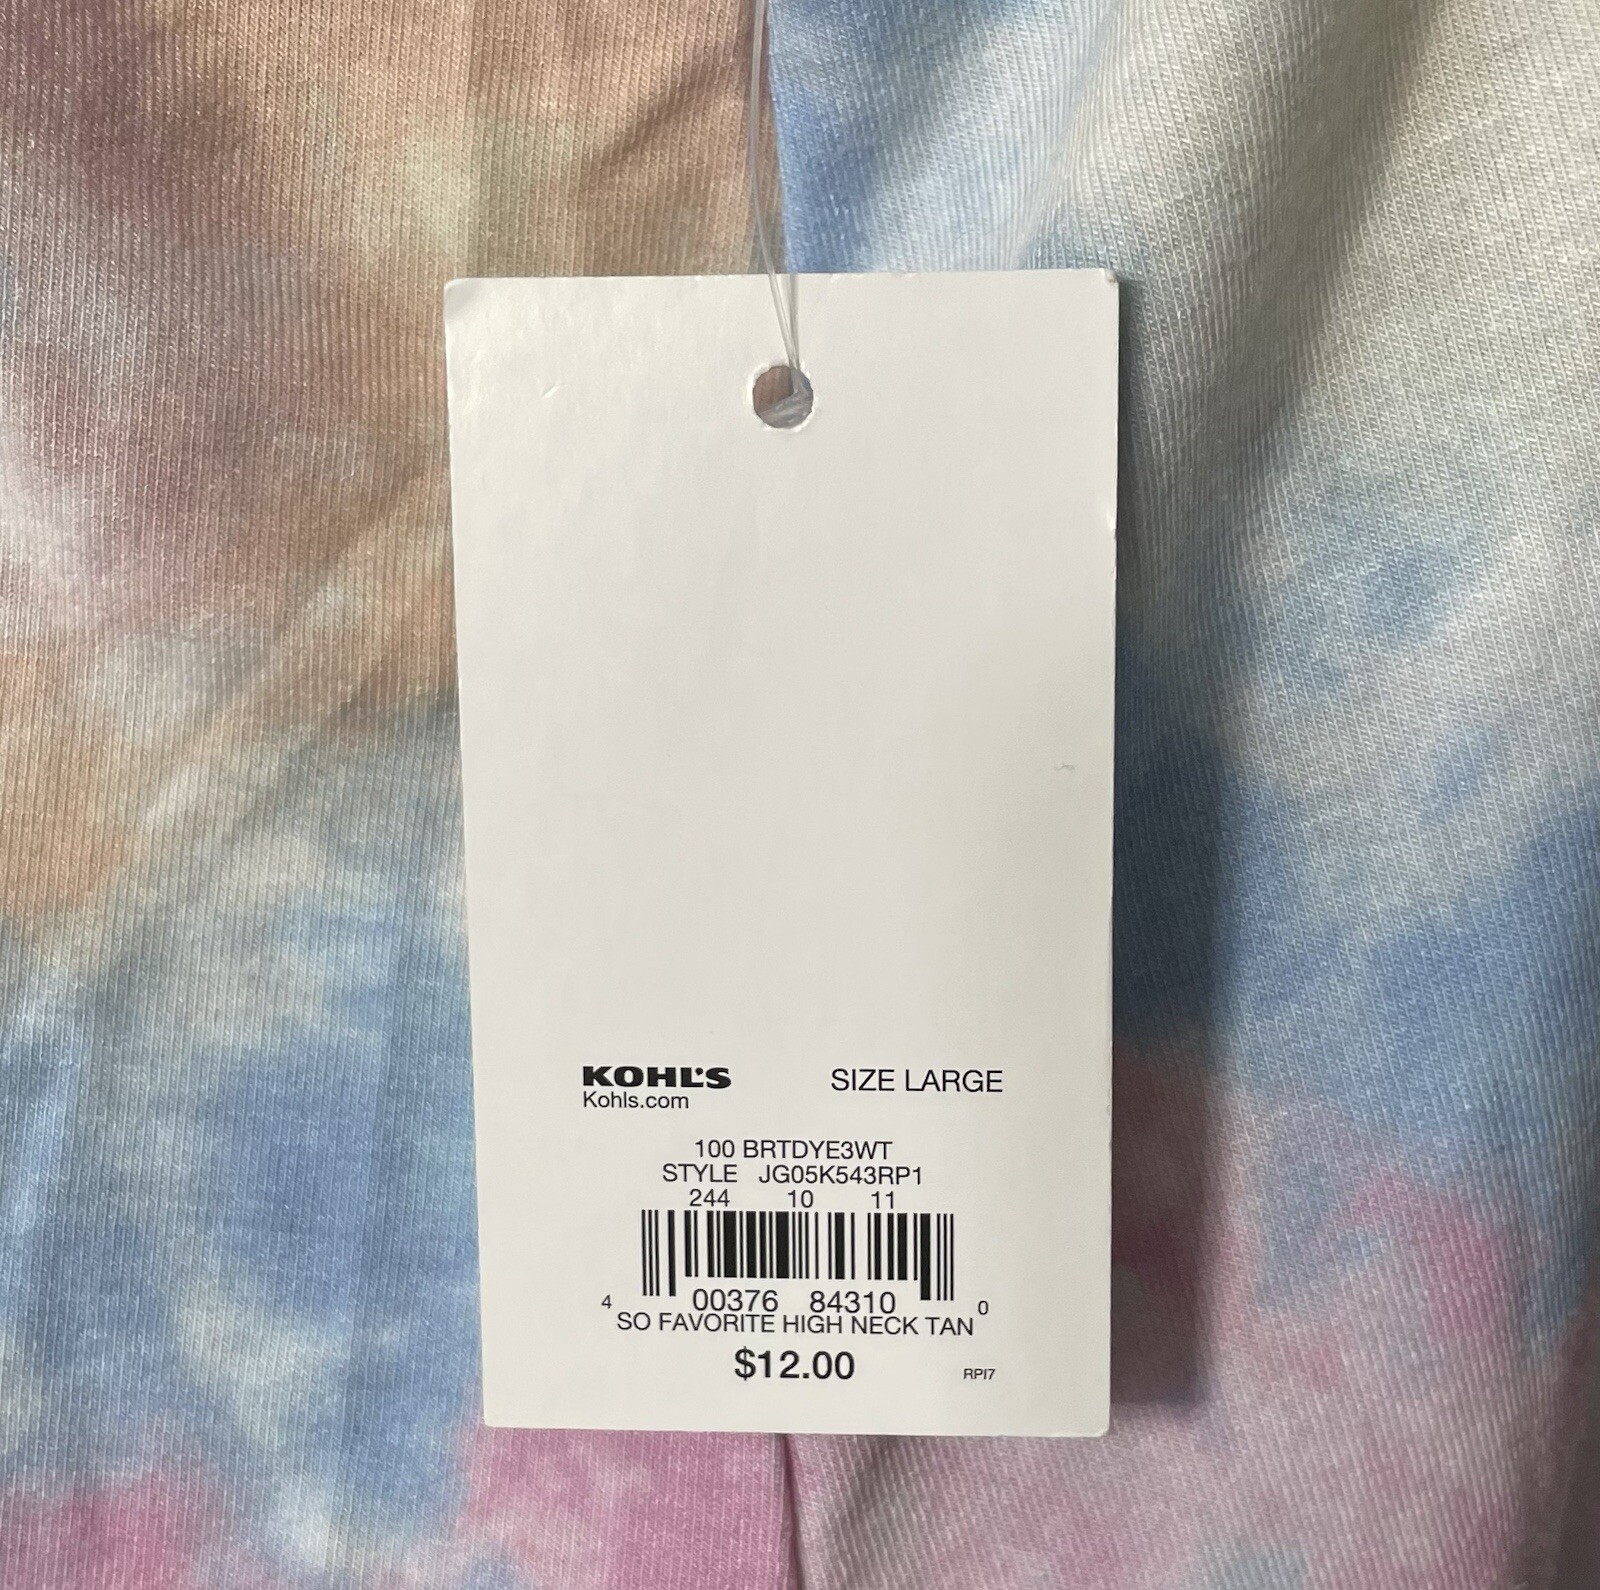 KOHL'S SIZE LARGE
Kohls.com
100 BRTDYE3WT
STYLE JG05K543RP1
244 10 11
4 00376 84310 0
SO FAVORITE HIGH NECK TAN
$12.00 RPI7